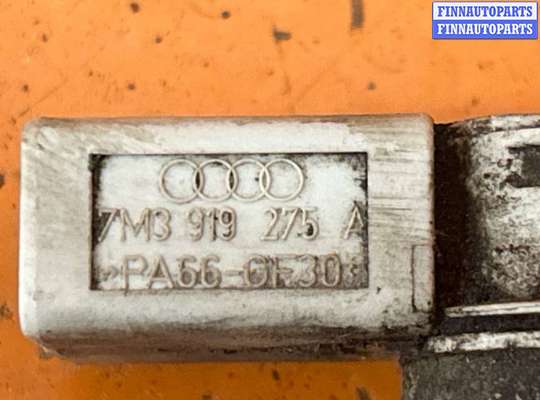 FINNAUTOPARTS
FINNAUTOPARTS
7M3 919 275 A
>PA66-GF30<